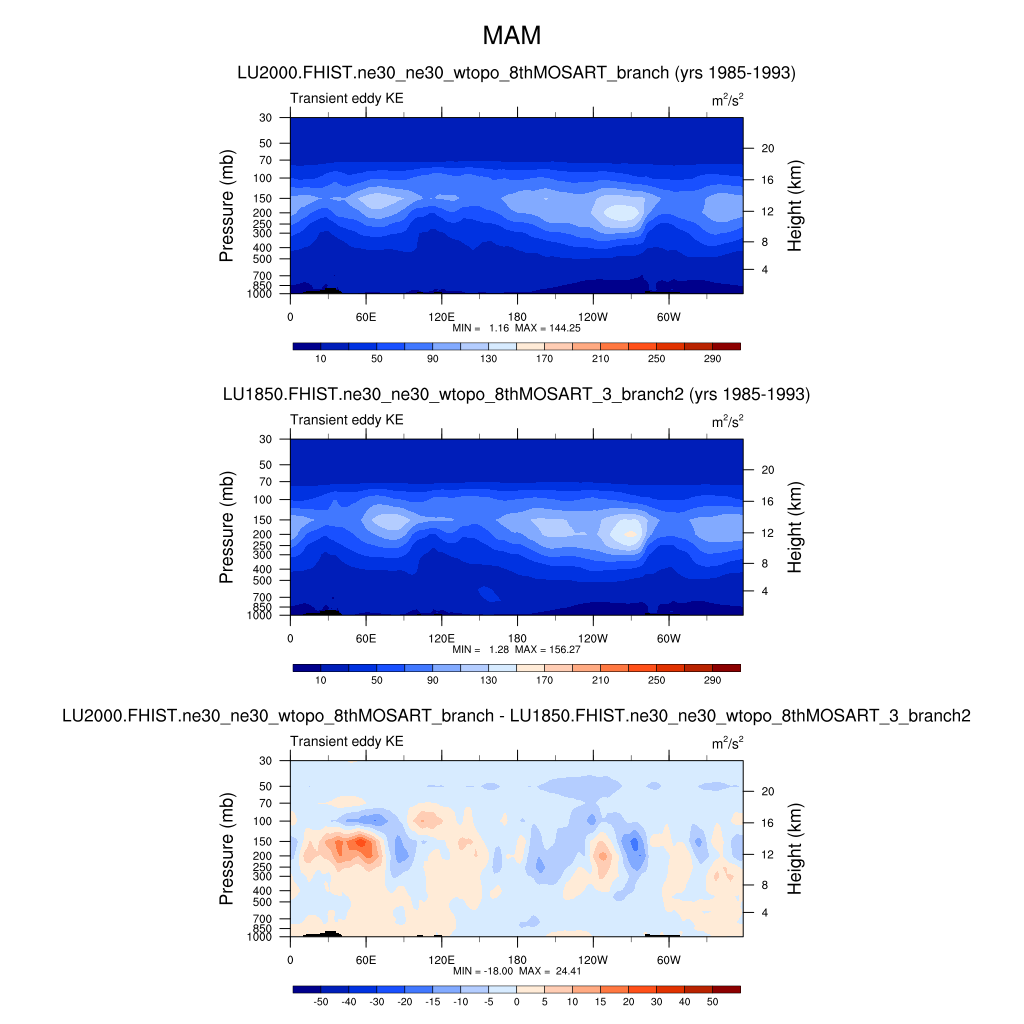 MAM
LU2000.FHIST.ne30_ne30_wtopo_8thMOSART_branch (yrs 1985-1993)
Transient eddy KE m²/s²
30
50
70
100
150
200
250
300
400
500
700
850
1000
Pressure (mb)
20
16
12
8
4
Height (km)
0 60E 120E 180 120W 60W
MIN = 1.16 MAX = 144.25
10 50 90 130 170 210 250 290
LU1850.FHIST.ne30_ne30_wtopo_8thMOSART_3_branch2 (yrs 1985-1993)
Transient eddy KE m²/s²
30
50
70
100
150
200
250
300
400
500
700
850
1000
Pressure (mb)
20
16
12
8
4
Height (km)
0 60E 120E 180 120W 60W
MIN = 1.28 MAX = 156.27
10 50 90 130 170 210 250 290
LU2000.FHIST.ne30_ne30_wtopo_8thMOSART_branch - LU1850.FHIST.ne30_ne30_wtopo_8thMOSART_3_branch2
Transient eddy KE m²/s²
30
50
70
100
150
200
250
300
400
500
700
850
1000
Pressure (mb)
20
16
12
8
4
Height (km)
0 60E 120E 180 120W 60W
MIN = -18.00 MAX = 24.41
-50 -40 -30 -20 -15 -10 -5 0 5 10 15 20 30 40 50